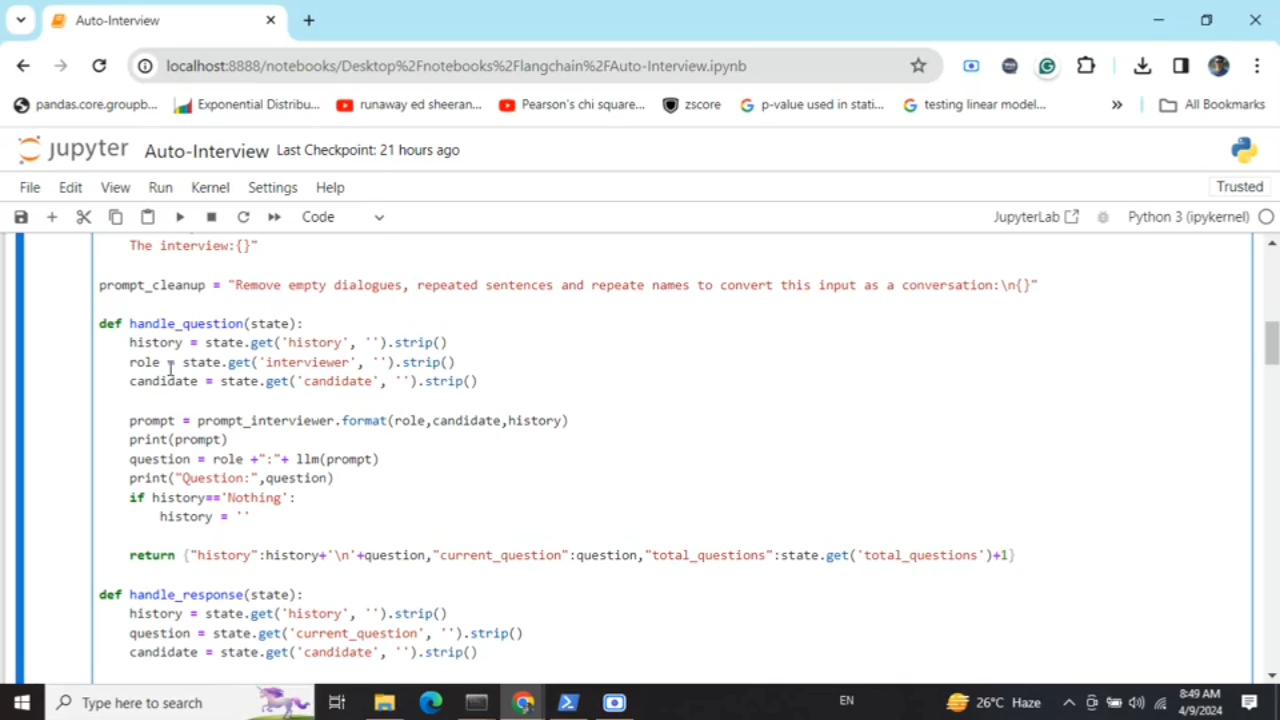 Auto-Interview
localhost:8888/notebooks/Desktop%2Fnotebooks%2Flangchain%2FAuto-Interview.ipynb
pandas.core.groupb... Exponential Distribu... runaway ed sheeran... Pearson's chi square... zscore p-value used in stati... testing linear model... » All Bookmarks
jupyter Auto-Interview Last Checkpoint: 21 hours ago
File Edit View Run Kernel Settings Help Trusted
Code JupyterLab Python 3 (ipykernel)
The interview:{}"
prompt_cleanup = "Remove empty dialogues, repeated sentences and repeate names to convert this input as a conversation:\n{}"
def handle_question(state):
history = state.get('history', '').strip()
role = state.get('interviewer', '').strip()
candidate = state.get('candidate', '').strip()
prompt = prompt_interviewer.format(role,candidate,history)
print(prompt)
question = role +":"+ llm(prompt)
print("Question:",question)
if history=='Nothing':
history = ''
return {"history":history+'\n'+question,"current_question":question,"total_questions":state.get('total_questions')+1}
def handle_response(state):
history = state.get('history', '').strip()
question = state.get('current_question', '').strip()
candidate = state.get('candidate', '').strip()
Type here to search EN 26°C Haze 8:49 AM
4/9/2024